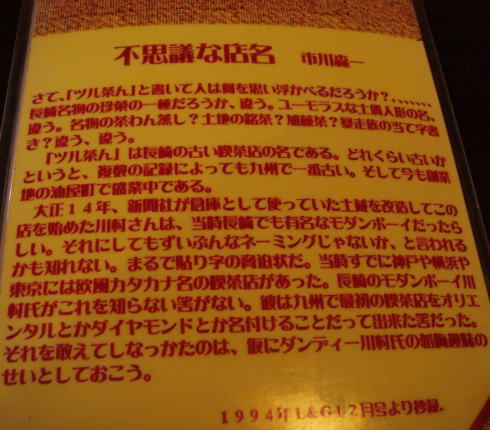 不思議な店名　市川森一
さて、「ツル茶ん」と書いて人は何を思い浮かべるだろうか?、、、、、、、
長崎名物の珍菓の一種だろうか、違う。ユーモラスな土偶人形の名、
違う。名物の茶わん蒸し?土地の銘茶?加藤茶?暴走族の当て字書
き?違う、違う。
「ツル茶ん」は長崎の古い喫茶店の名である。どれくらい古いか
というと、複数の記録によっても九州で一番古い。そして今も創業
地の油屋町で盛業中である。
大正14年、新聞社が倉庫として使っていた土蔵を改造してこの
店を始めた川村さんは、当時長崎でも有名なモダンボーイだったら
しい。それにしてもずいぶんなネーミングじゃないか、と言われる
かも知れない。まるで貼り字の脅迫状だ。当時すでに神戸や横浜や
東京には欧風カタカナ名の喫茶店があった。長崎のモダンボーイ川
村氏がこれを知らない筈がない。彼は九州で最初の喫茶店をオリエ
ンタルとかダイヤモンドとか名付けることだって出来た筈だった。
それを敢えてしなっかたのは、仮にダンディー川村氏の趣味の
せいとしておこう。
1994年L&G12月号より抄録.